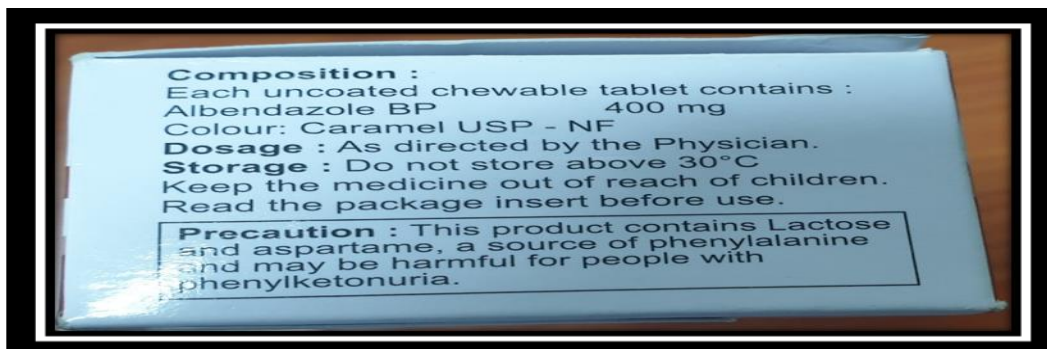 Composition :
Each uncoated chewable tablet contains :
Albendazole BP 400 mg
Colour: Caramel USP - NF
Dosage : As directed by the Physician.
Storage : Do not store above 30°C
Keep the medicine out of reach of children.
Read the package insert before use.
Precaution : This product contains Lactose
and aspartame, a source of phenylalanine
and may be harmful for people with
phenylketonuria.